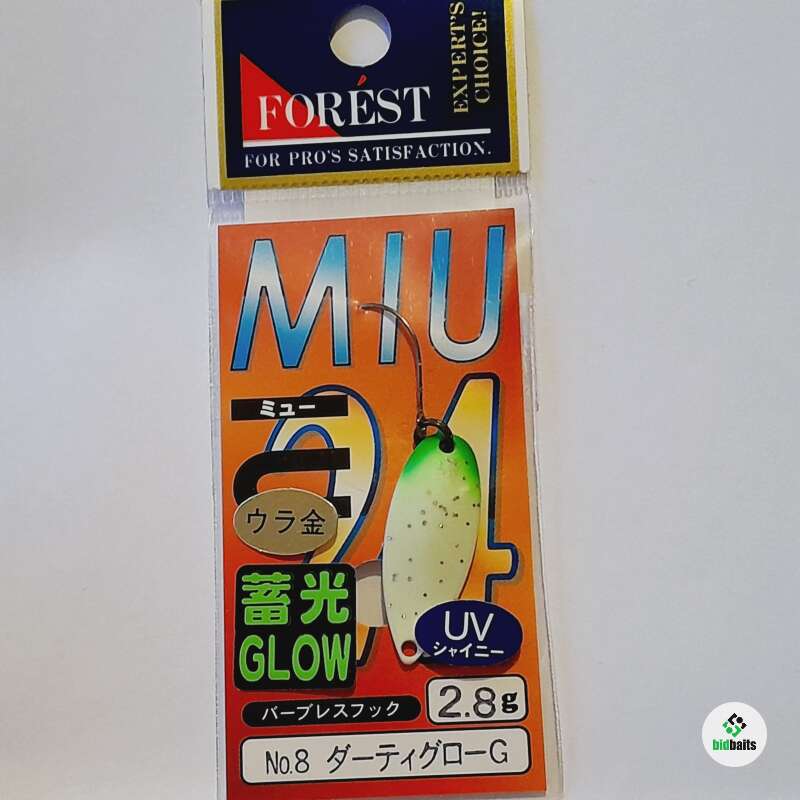 FORÉST
FOR PRO'S SATISFACTION.
EXPERT'S
CHOICE!
MIU
ミュー
ウラ金
蓄光
GLOW
UV
シャイニー
バーブレスフック
2.8g
No.8 ダーティグローG
bidbaits